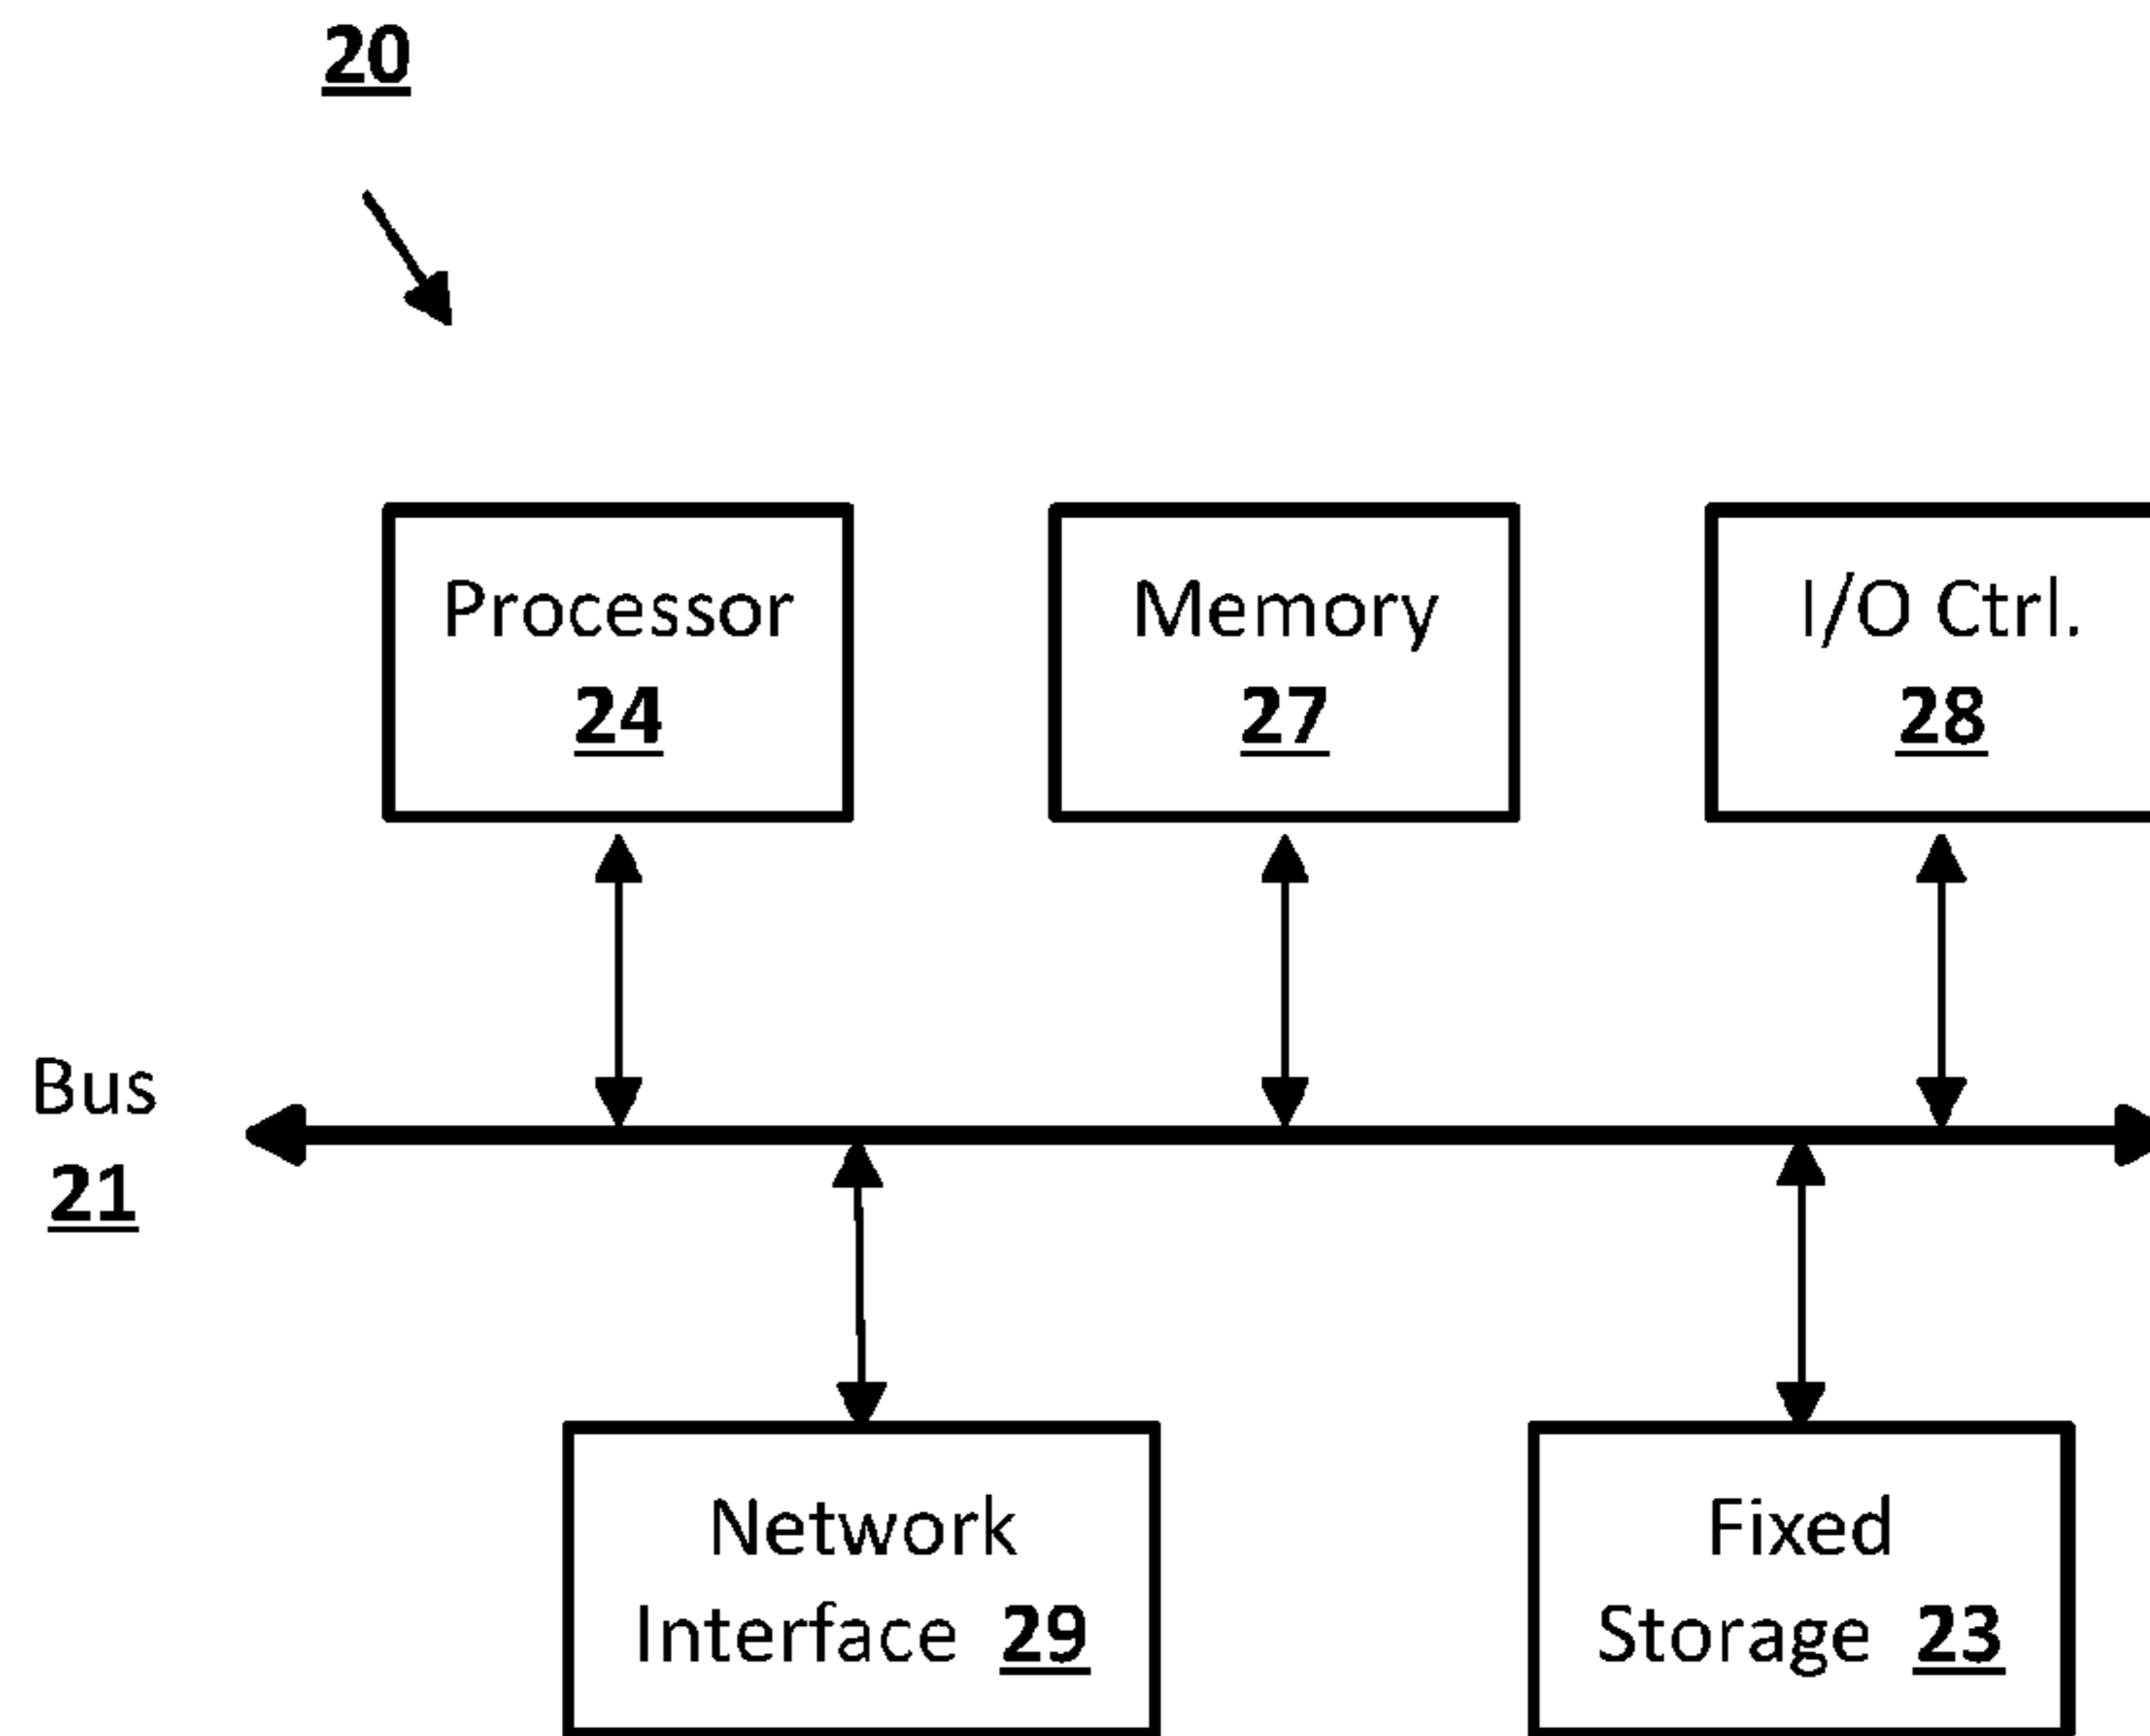 20
Processor
24
Memory
27
I/O Ctrl.
28
Bus
21
Network
Interface 29
Fixed
Storage 23